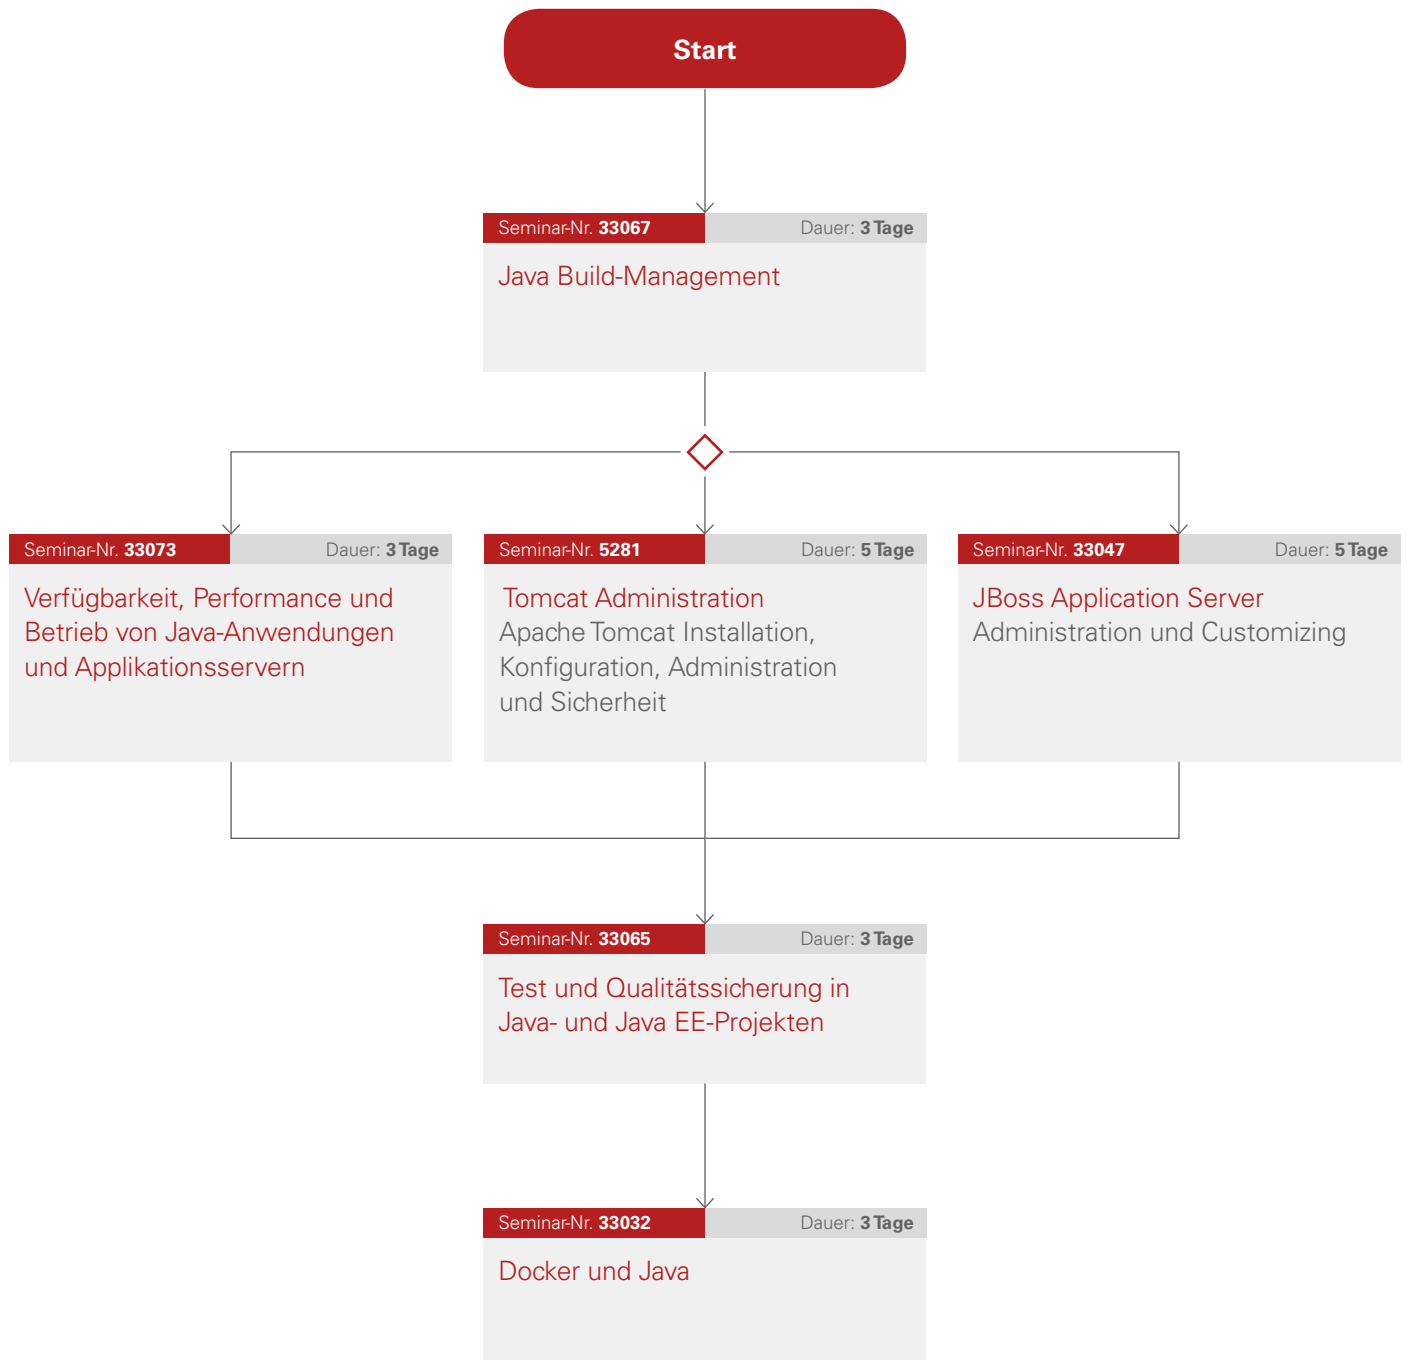 Start
Seminar-Nr. 33067
Dauer: 3 Tage
Java Build-Management
Seminar-Nr. 33073
Dauer: 3 Tage
Verfügbarkeit, Performance und
Betrieb von Java-Anwendungen
und Applikationsservern
Seminar-Nr. 5281
Dauer: 5 Tage
Tomcat Administration
Apache Tomcat Installation,
Konfiguration, Administration
und Sicherheit
Seminar-Nr. 33047
Dauer: 5 Tage
JBoss Application Server
Administration und Customizing
Seminar-Nr. 33065
Dauer: 3 Tage
Test und Qualitätssicherung in
Java- und Java EE-Projekten
Seminar-Nr. 33032
Dauer: 3 Tage
Docker und Java